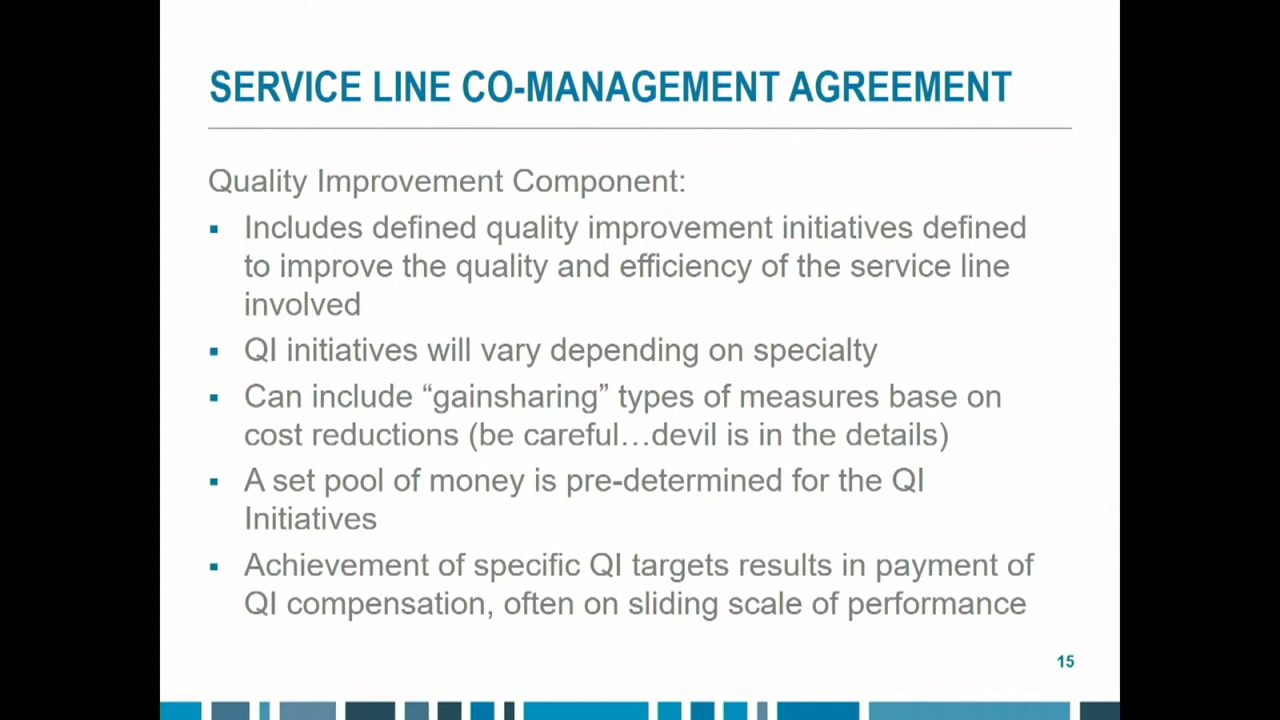 SERVICE LINE CO-MANAGEMENT AGREEMENT
Quality Improvement Component:
▪ Includes defined quality improvement initiatives defined
to improve the quality and efficiency of the service line
involved
▪ QI initiatives will vary depending on specialty
▪ Can include “gainsharing” types of measures base on
cost reductions (be careful…devil is in the details)
▪ A set pool of money is pre-determined for the QI
Initiatives
▪ Achievement of specific QI targets results in payment of
QI compensation, often on sliding scale of performance
15